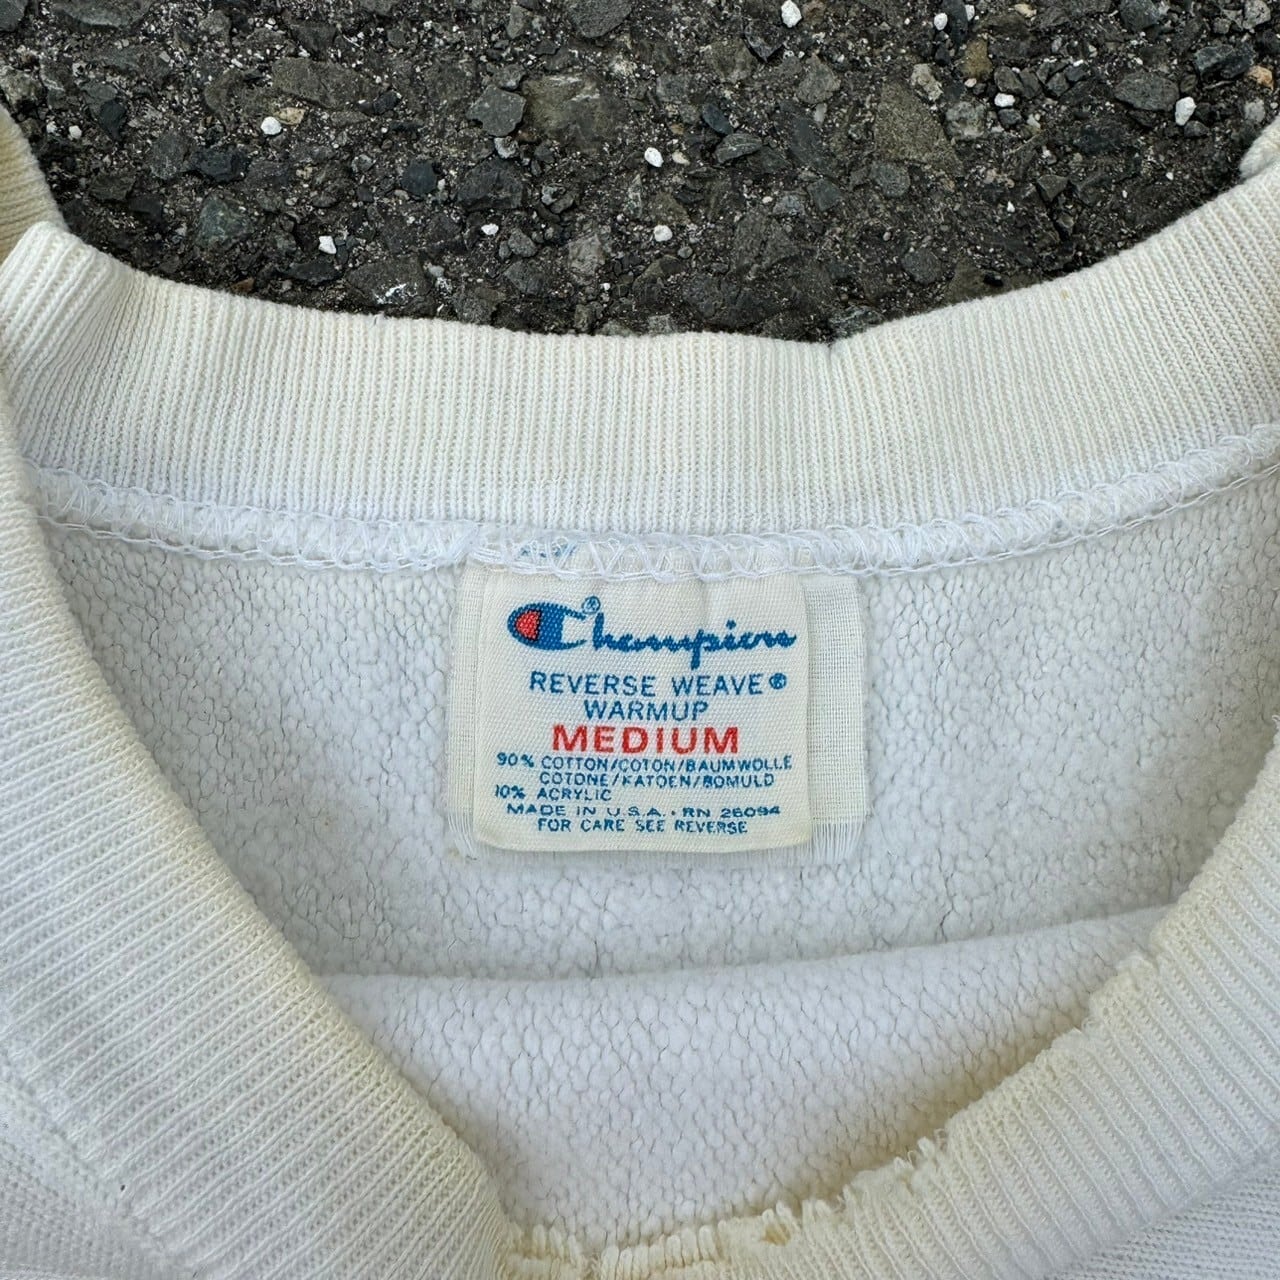 Champion®
REVERSE WEAVE®
WARMUP
MEDIUM
90% COTTON/COTON/BAUMWOLLE
COTONE/KATOEN/BOMULD
10% ACRYLIC
MADE IN U.S.A. • RN 26094
FOR CARE SEE REVERSE